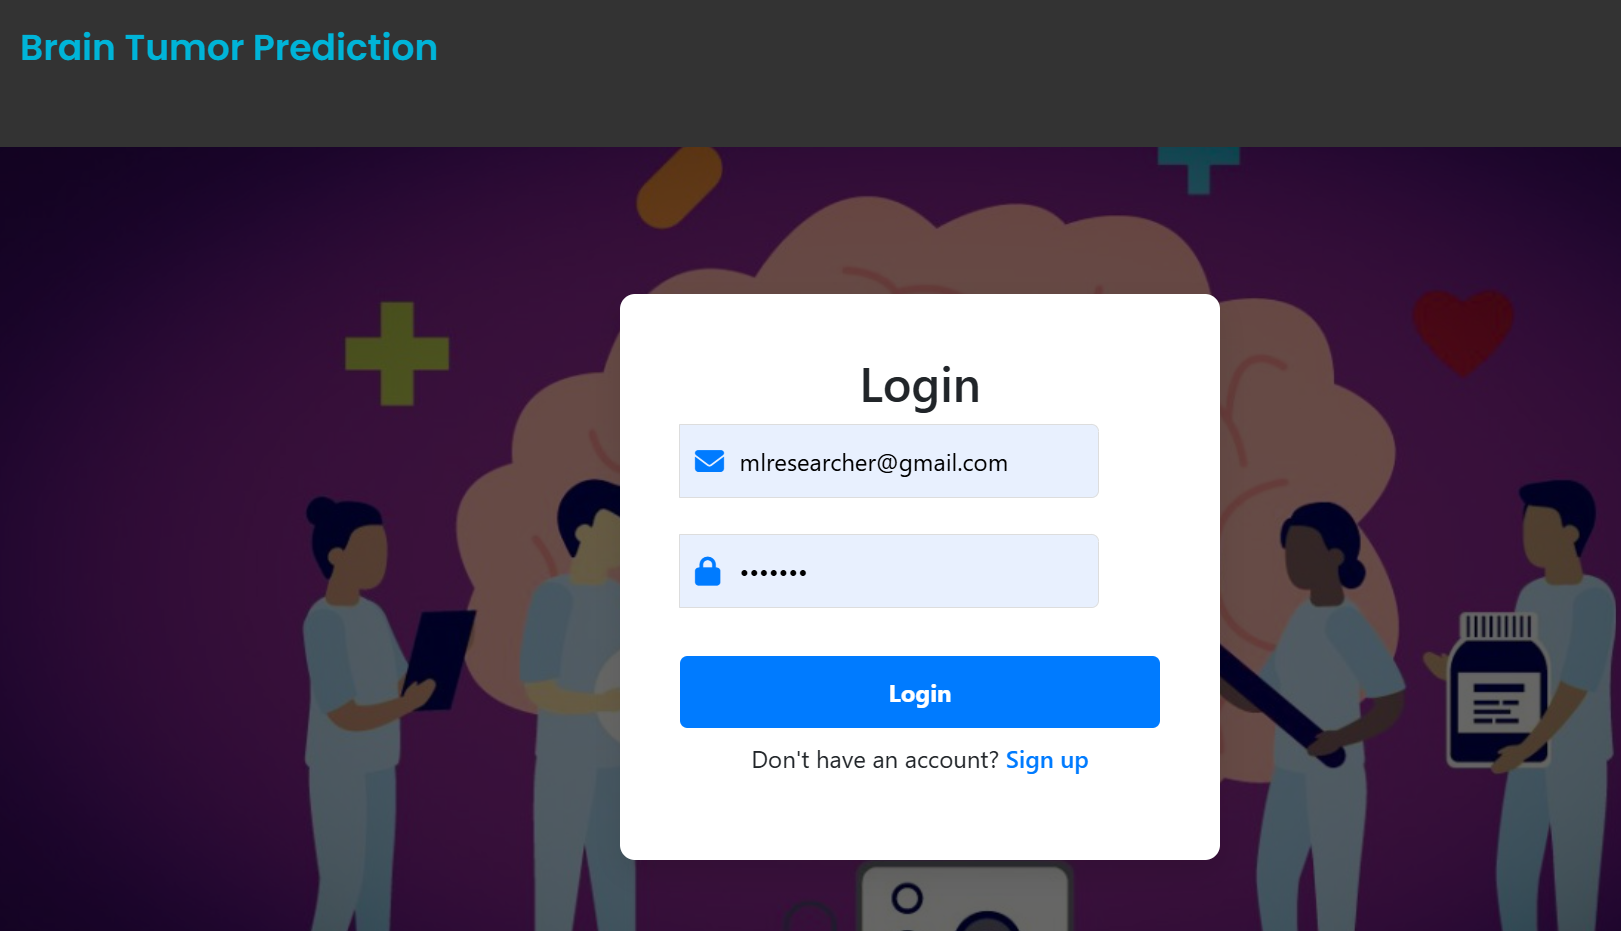 Brain Tumor Prediction
Login
mlresearcher@gmail.com
•••••••
Login
Don't have an account? Sign up